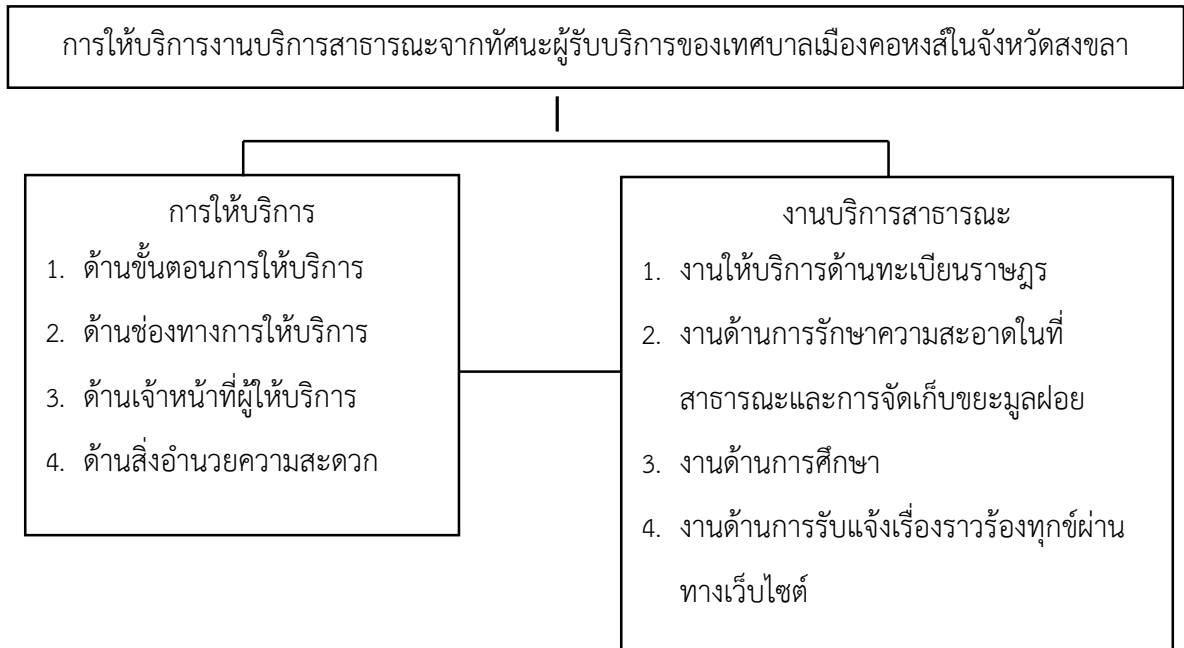 การให้บริการงานบริการสาธารณะจากทัศนะผู้รับบริการของเทศบาลเมืองคอหงส์ในจังหวัดสงขลา
การให้บริการ
1. ด้านขั้นตอนการให้บริการ
2. ด้านช่องทางการให้บริการ
3. ด้านเจ้าหน้าที่ผู้ให้บริการ
4. ด้านสิ่งอำนวยความสะดวก
งานบริการสาธารณะ
1. งานให้บริการด้านทะเบียนราษฎร
2. งานด้านการรักษาความสะอาดในที่
สาธารณะและการจัดเก็บขยะมูลฝอย
3. งานด้านการศึกษา
4. งานด้านการรับแจ้งเรื่องราวร้องทุกข์ผ่าน
ทางเว็บไซต์